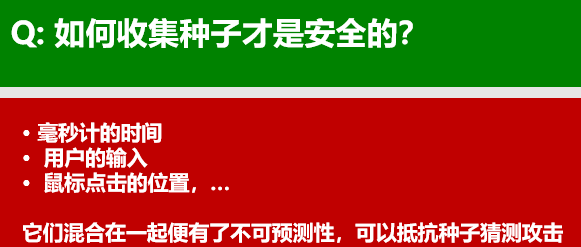 Q: 如何收集种子才是安全的？
• 毫秒计的时间
• 用户的输入
• 鼠标点击的位置，…
它们混合在一起便有了不可预测性，可以抵抗种子猜测攻击